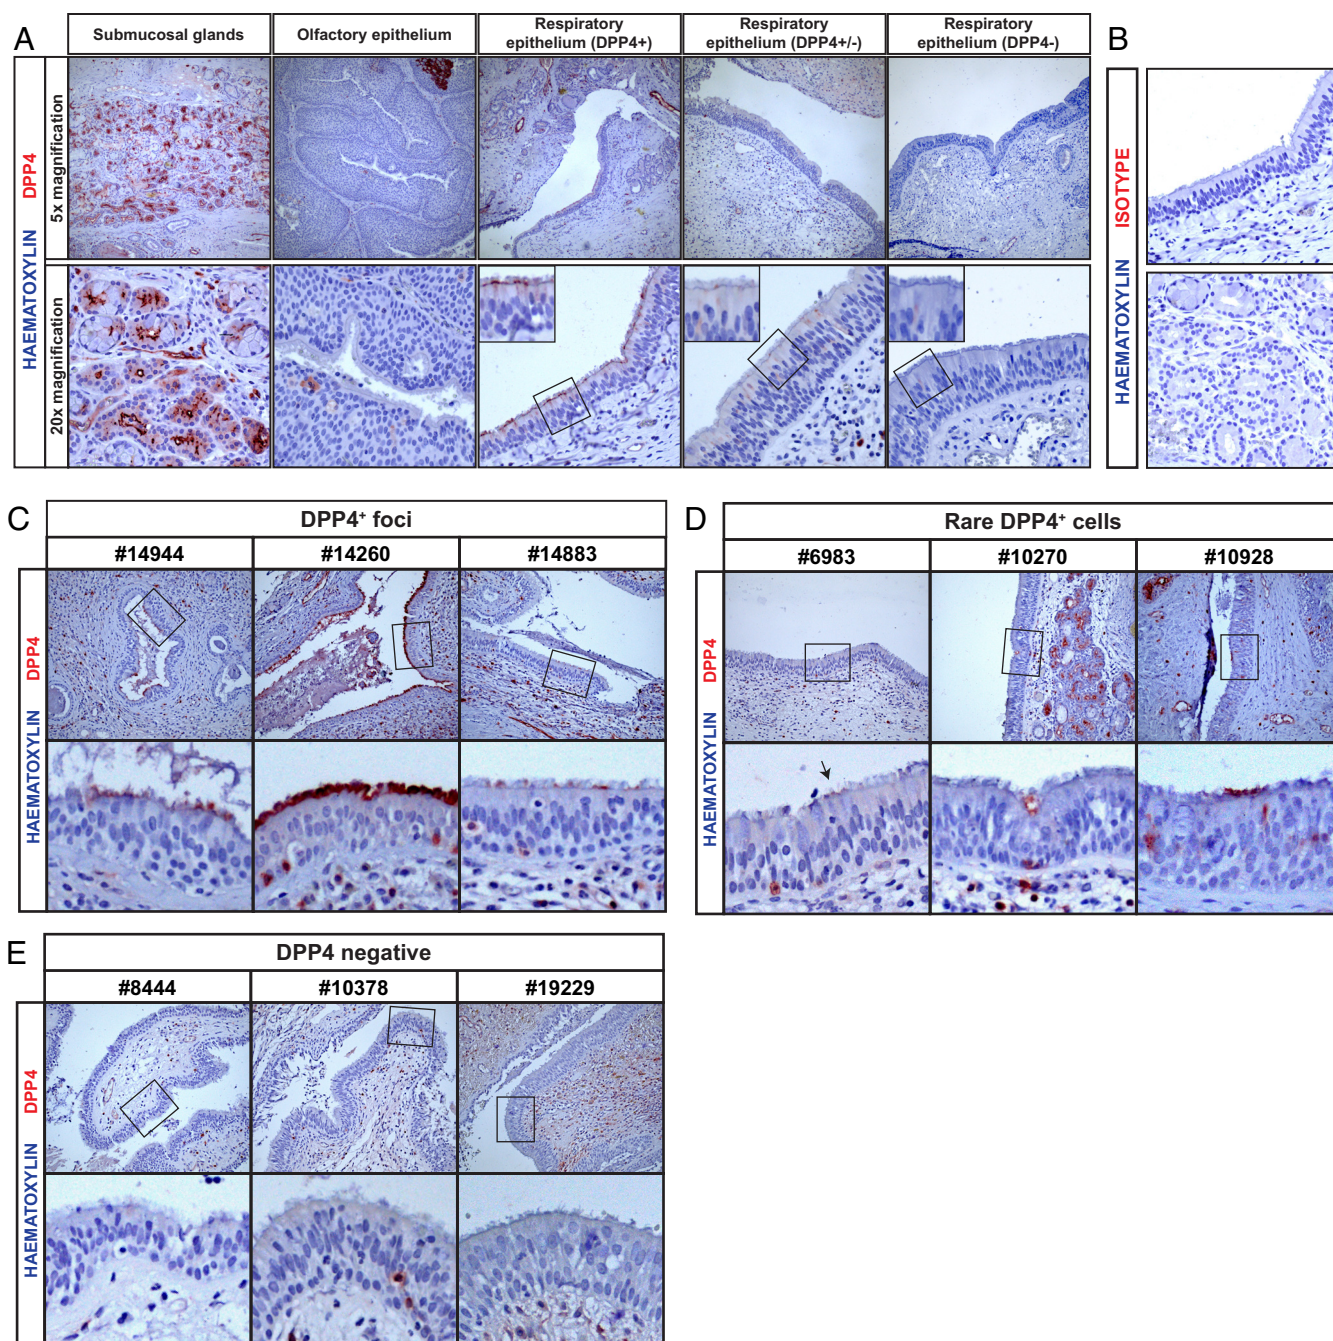 A
Submucosal glands
Olfactory epithelium
Respiratory
epithelium (DPP4+)
Respiratory
epithelium (DPP4+/-)
Respiratory
epithelium (DPP4-)
HAEMATOXYLIN DPP4
5x magnification
20x magnification
B
HAEMATOXYLIN ISOTYPE
C
DPP4⁺ foci
#14944
#14260
#14883
HAEMATOXYLIN DPP4
D
Rare DPP4⁺ cells
#6983
#10270
#10928
HAEMATOXYLIN DPP4
E
DPP4 negative
#8444
#10378
#19229
HAEMATOXYLIN DPP4